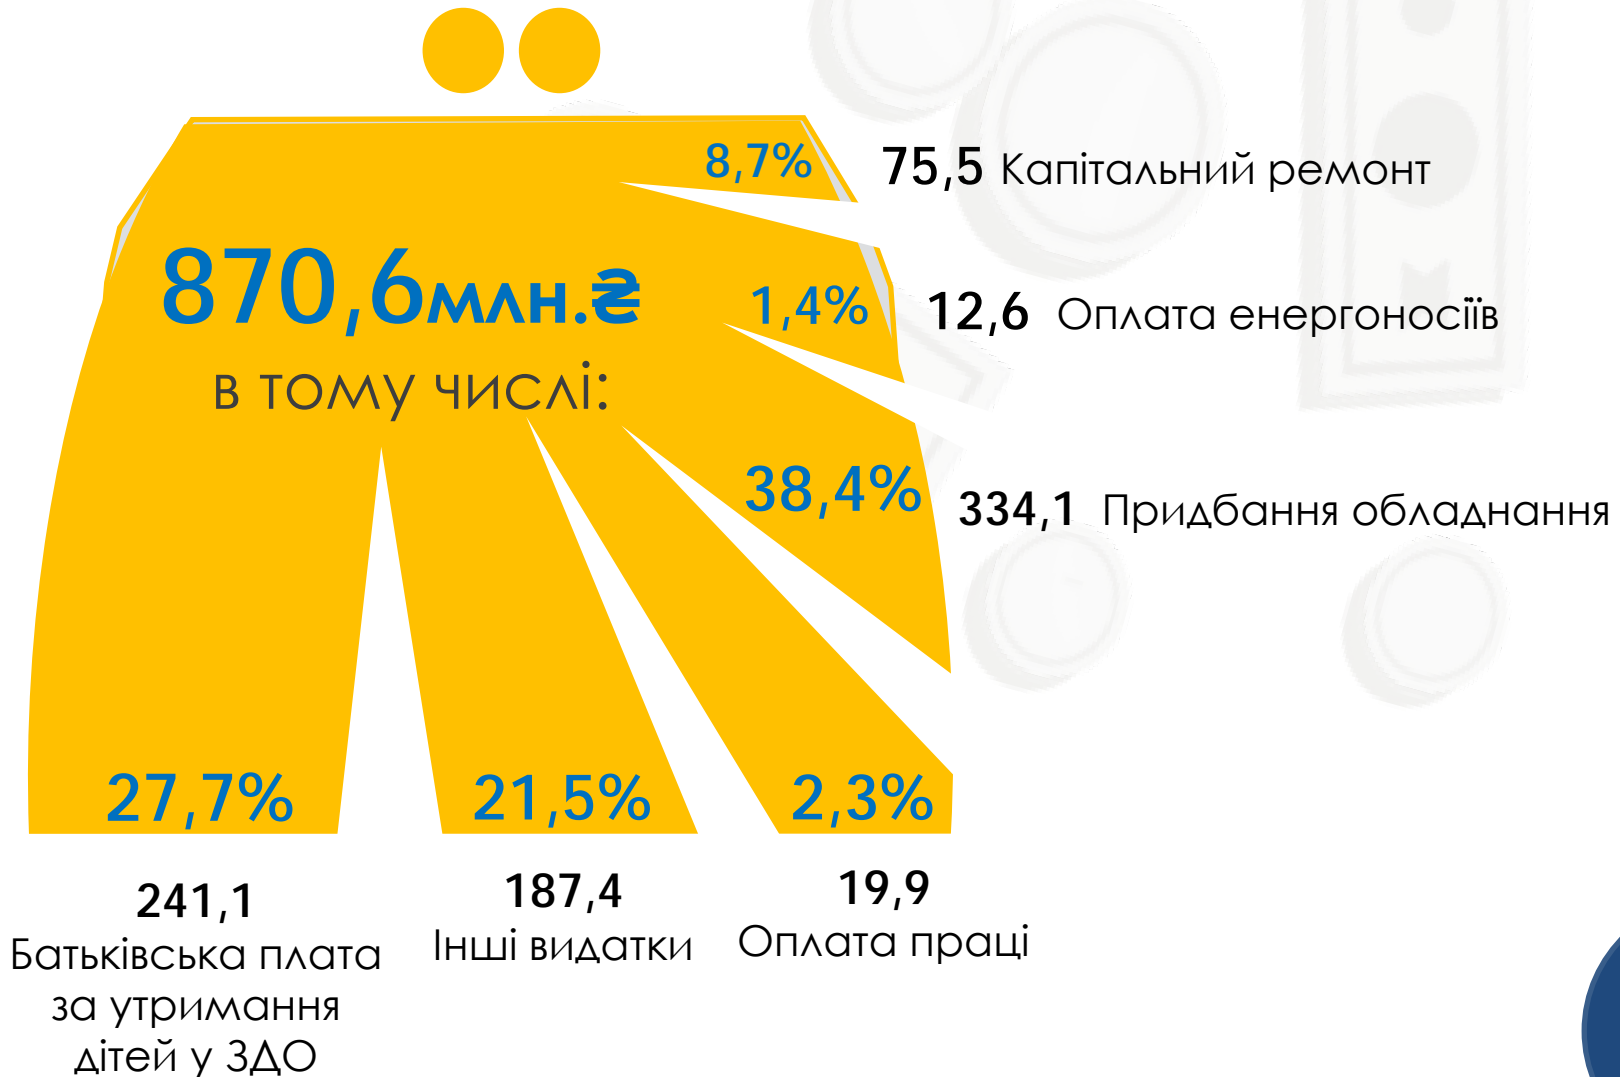 8,7%
75,5 Капітальний ремонт
870,6млн.₴
в тому числі:
1,4%
12,6 Оплата енергоносіїв
38,4%
334,1 Придбання обладнання
27,7%
21,5%
2,3%
241,1
Батьківська плата
за утримання
дітей у ЗДО
187,4
Інші видатки
19,9
Оплата праці